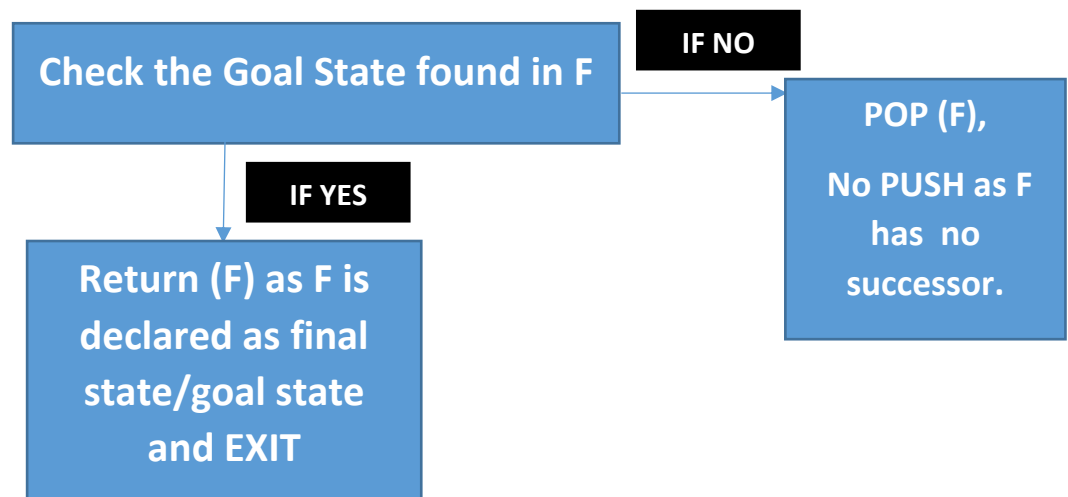 IF NO
Check the Goal State found in F
POP (F),
No PUSH as F
has no
successor.
IF YES
Return (F) as F is
declared as final
state/goal state
and EXIT